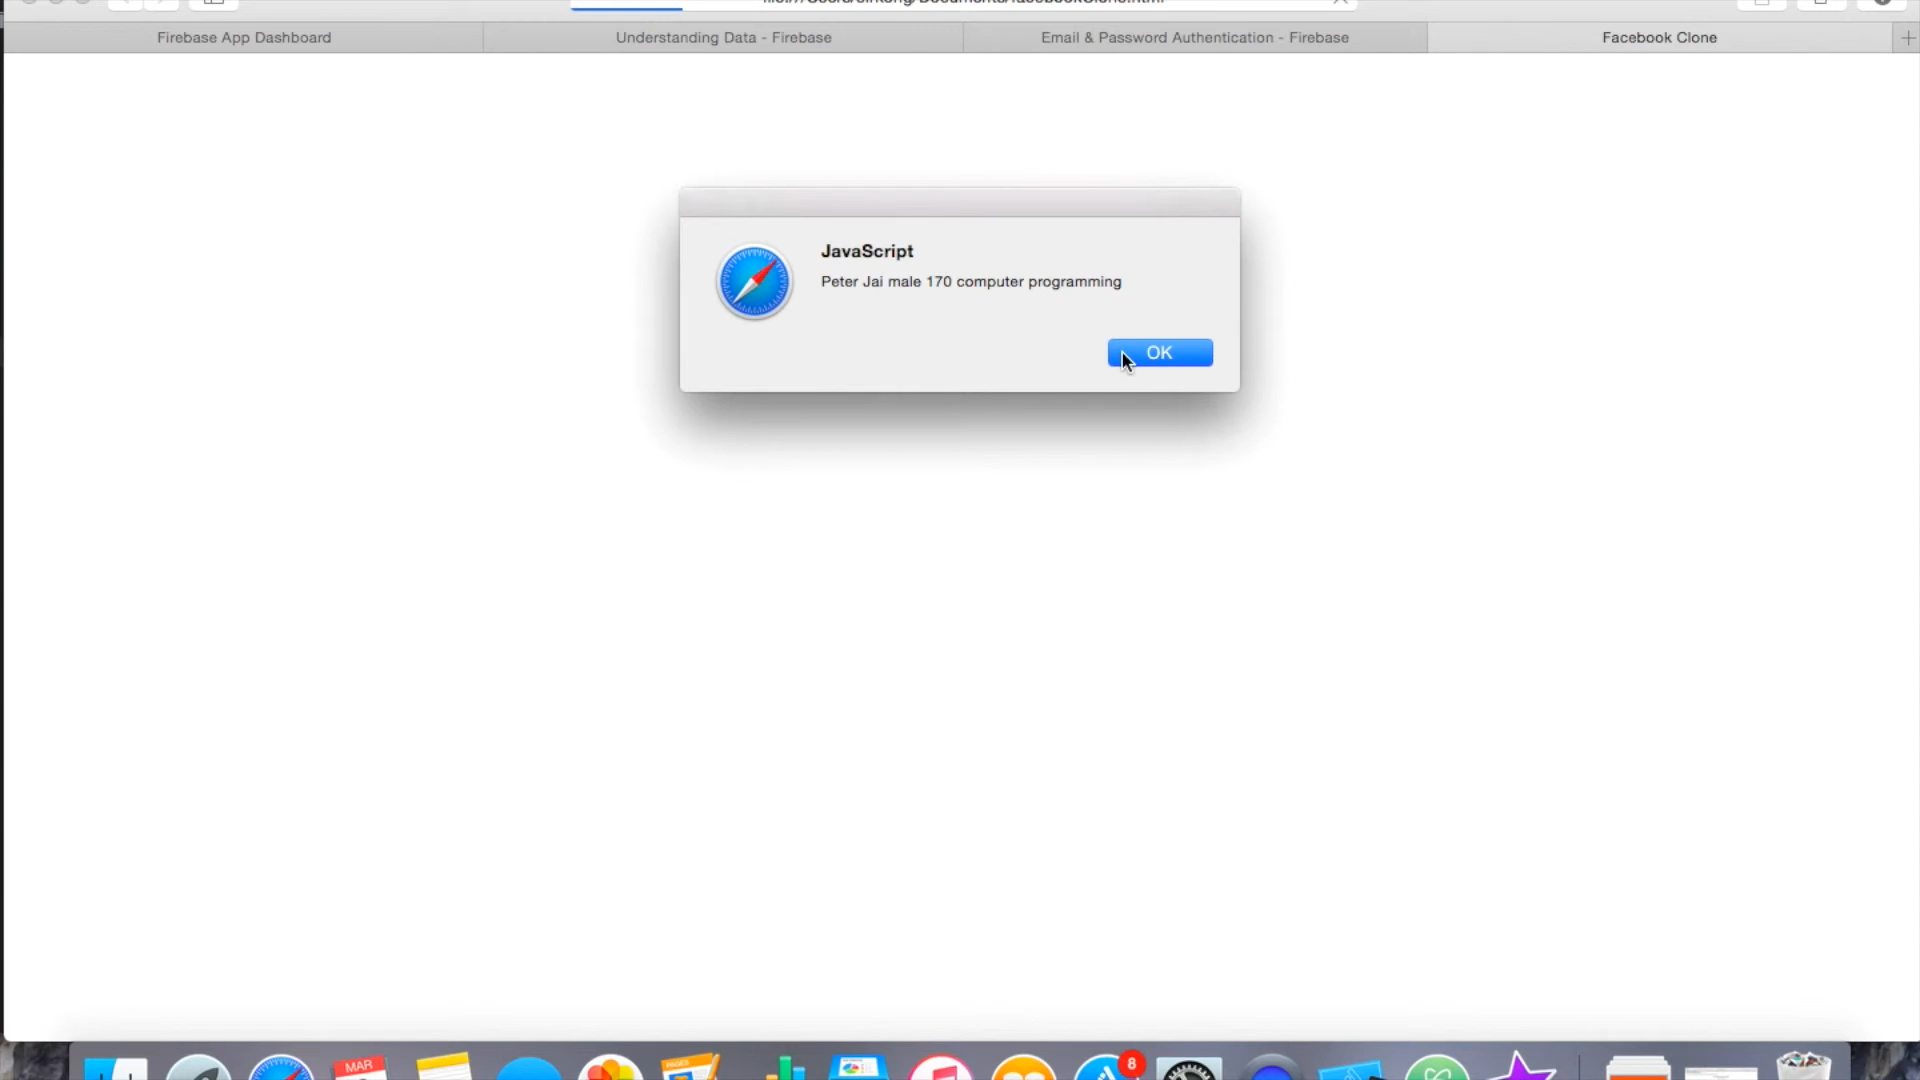 Firebase App Dashboard
Understanding Data - Firebase
Email & Password Authentication - Firebase
Facebook Clone
JavaScript
Peter Jai male 170 computer programming
OK
MAR
PAGES
8